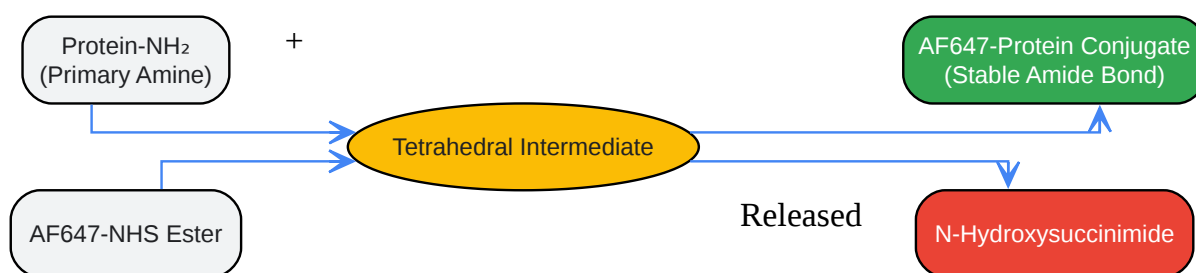 Protein-NH₂
(Primary Amine)
+
AF647-Protein Conjugate
(Stable Amide Bond)
Tetrahedral Intermediate
AF647-NHS Ester
Released
N-Hydroxysuccinimide